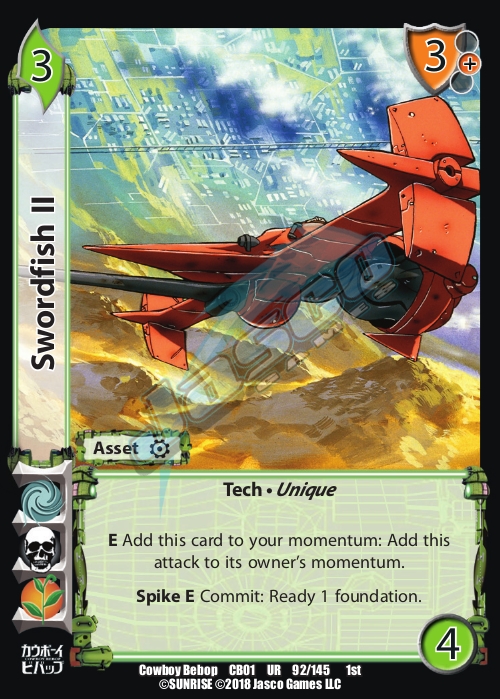 3
3
+
Swordfish II
Asset
Tech • Unique
E Add this card to your momentum: Add this
attack to its owner's momentum.
Spike E Commit: Ready 1 foundation.
4
カウボーイ
ビバップ
Cowboy Bebop CB01 UR 92/145 1st
©SUNRISE ©2018 Jasco Games LLC